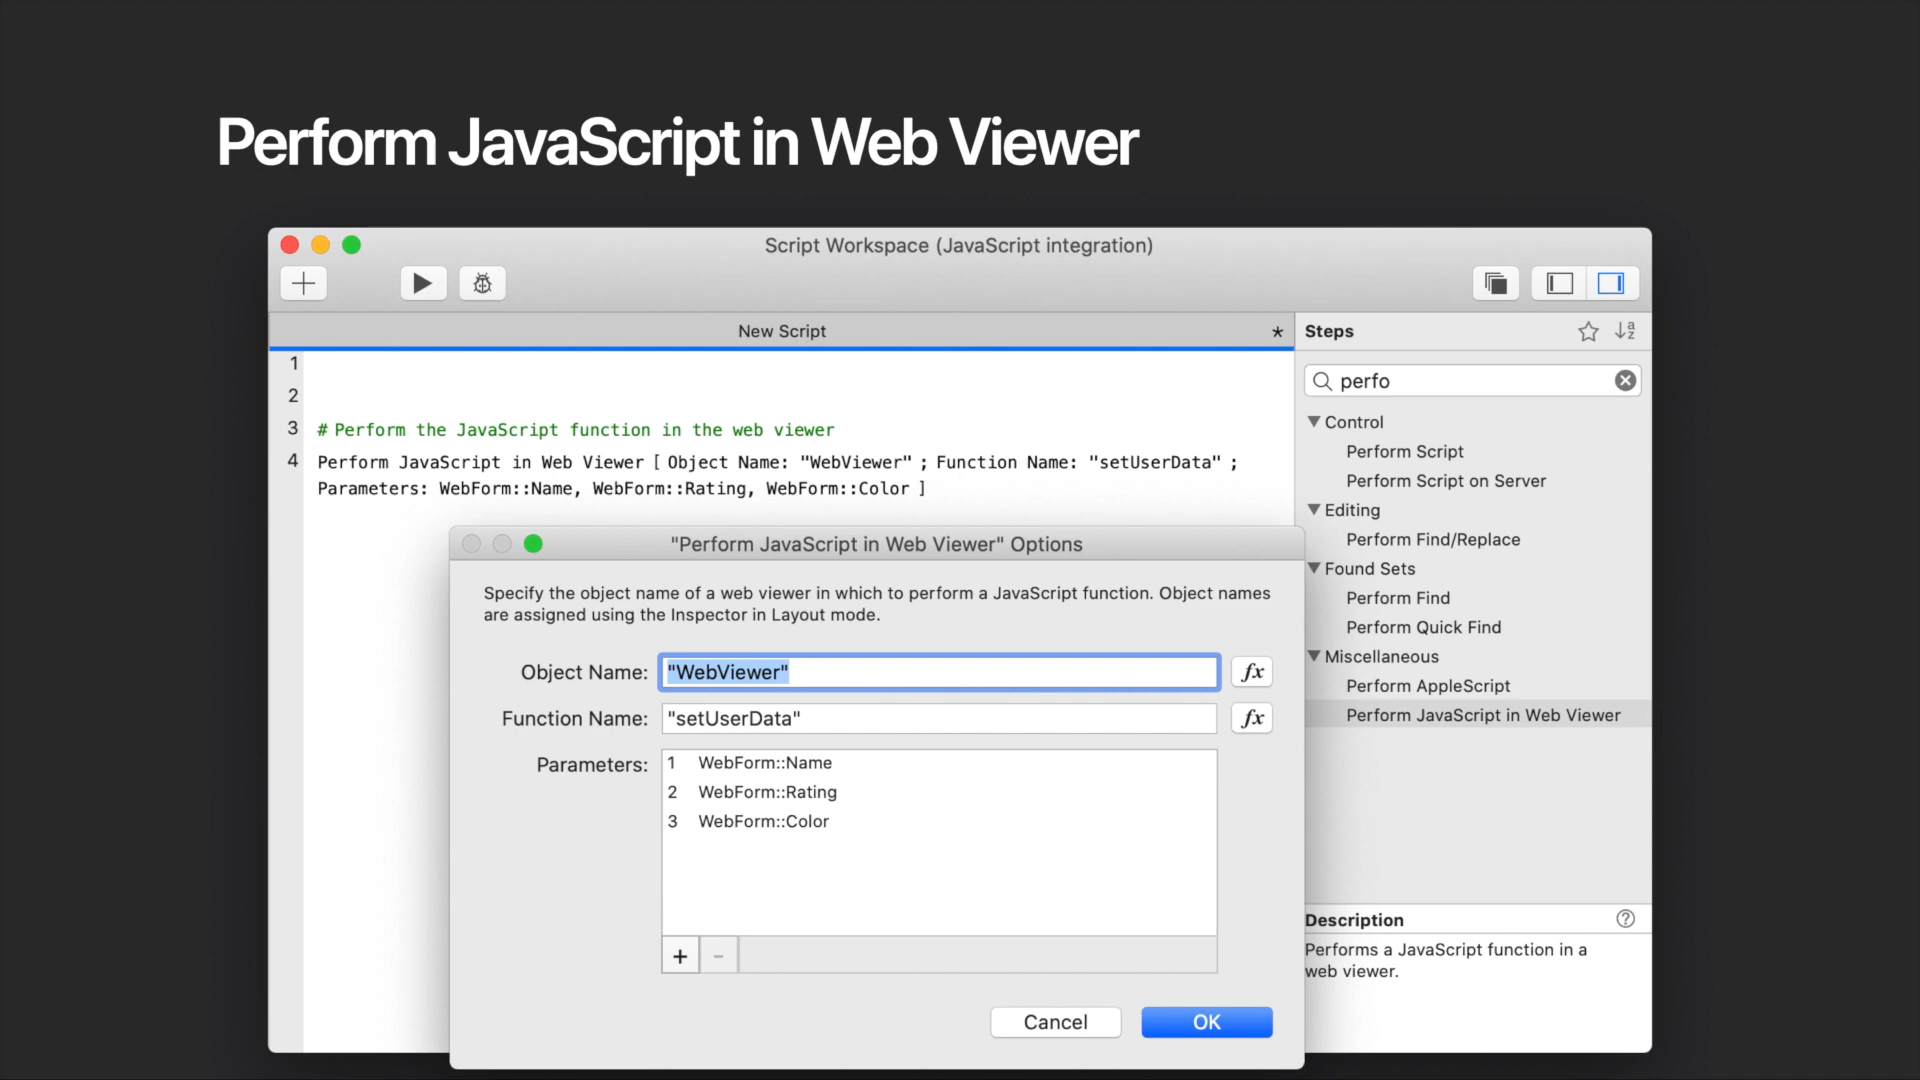 Perform JavaScript in Web Viewer
Script Workspace (JavaScript integration)
New Script
*
Steps
1
2
3 # Perform the JavaScript function in the web viewer
4 Perform JavaScript in Web Viewer [ Object Name: "WebViewer" ; Function Name: "setUserData" ;
Parameters: WebForm::Name, WebForm::Rating, WebForm::Color ]
perfo
Control
Perform Script
Perform Script on Server
Editing
Perform Find/Replace
Found Sets
Perform Find
Perform Quick Find
Miscellaneous
Perform AppleScript
Perform JavaScript in Web Viewer
Description
Performs a JavaScript function in a
web viewer.
"Perform JavaScript in Web Viewer" Options
Specify the object name of a web viewer in which to perform a JavaScript function. Object names
are assigned using the Inspector in Layout mode.
Object Name: "WebViewer" fx
Function Name: "setUserData" fx
Parameters:
1 WebForm::Name
2 WebForm::Rating
3 WebForm::Color
+ −
Cancel OK